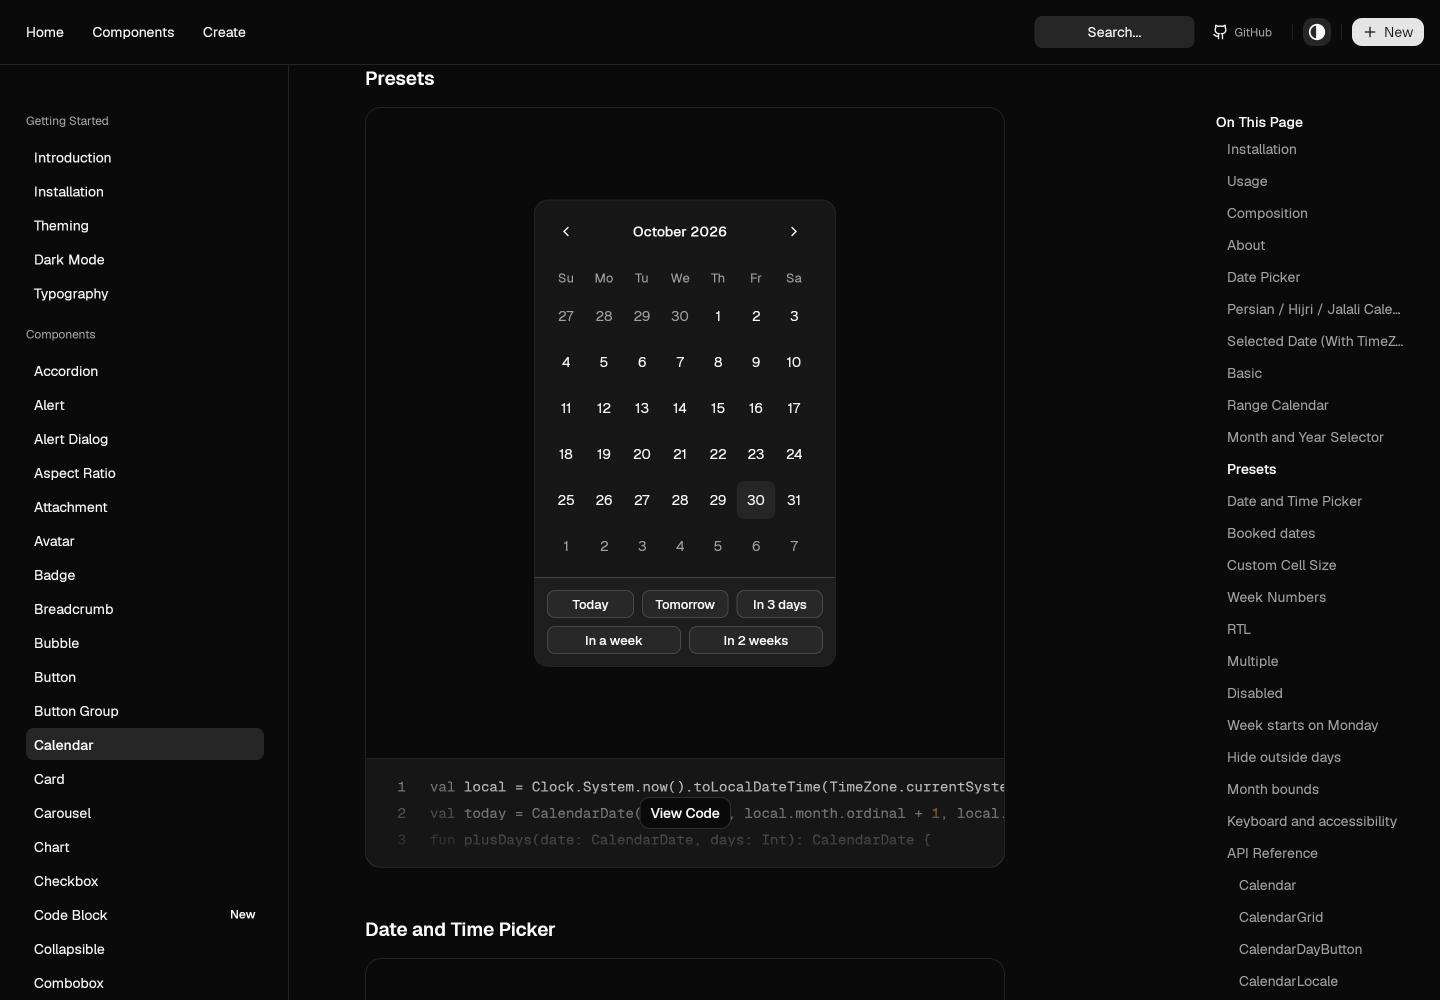 Home Components Create Search... GitHub New
Getting Started
Introduction
Installation
Theming
Dark Mode
Typography
Components
Accordion
Alert
Alert Dialog
Aspect Ratio
Attachment
Avatar
Badge
Breadcrumb
Bubble
Button
Button Group
Calendar
Card
Carousel
Chart
Checkbox
Code Block New
Collapsible
Combobox
Presets
October 2026
Su Mo Tu We Th Fr Sa
27 28 29 30 1 2 3
4 5 6 7 8 9 10
11 12 13 14 15 16 17
18 19 20 21 22 23 24
25 26 27 28 29 30 31
1 2 3 4 5 6 7
Today Tomorrow In 3 days
In a week In 2 weeks
1 val local = Clock.System.now().toLocalDateTime(TimeZone.currentSyste
2 val today = CalendarDate( , local.month.ordinal + 1, local.
View Code
3 fun plusDays(date: CalendarDate, days: Int): CalendarDate {
Date and Time Picker
On This Page
Installation
Usage
Composition
About
Date Picker
Persian / Hijri / Jalali Cale...
Selected Date (With TimeZ...
Basic
Range Calendar
Month and Year Selector
Presets
Date and Time Picker
Booked dates
Custom Cell Size
Week Numbers
RTL
Multiple
Disabled
Week starts on Monday
Hide outside days
Month bounds
Keyboard and accessibility
API Reference
Calendar
CalendarGrid
CalendarDayButton
CalendarLocale